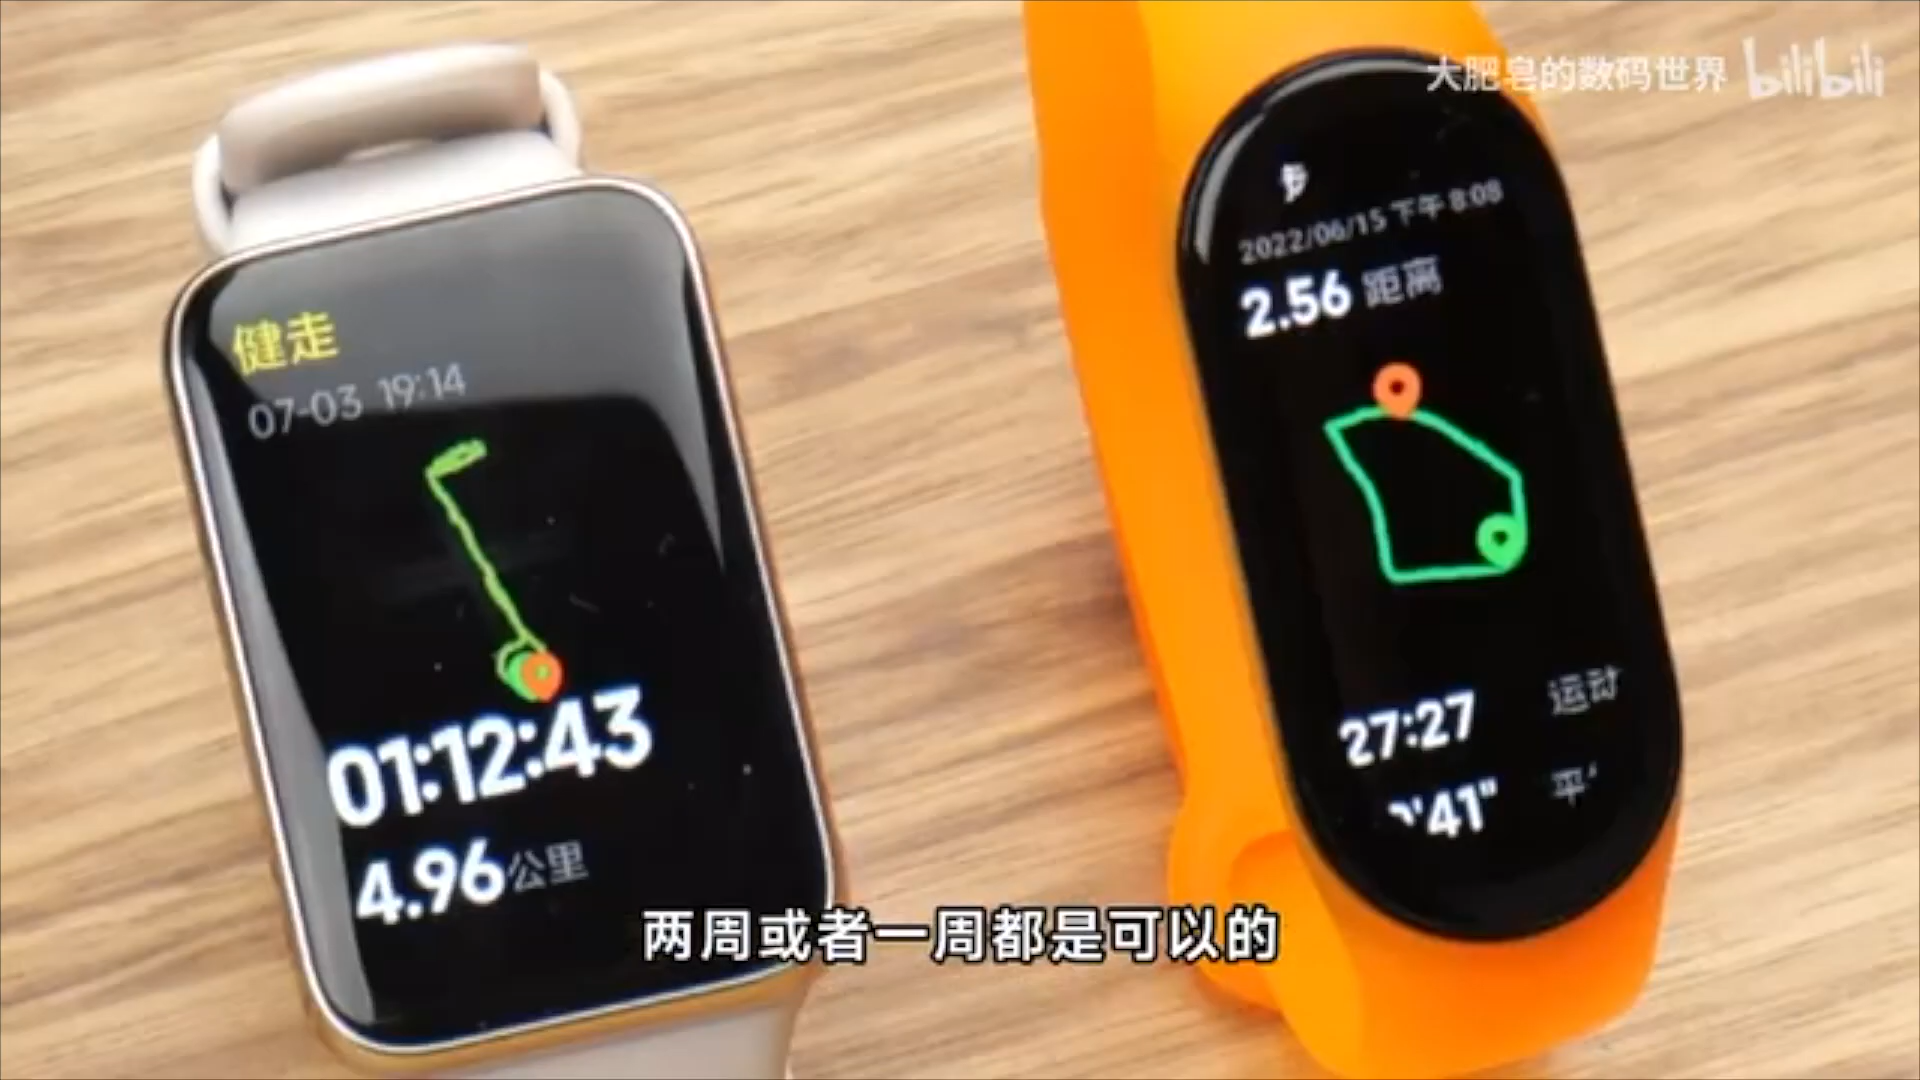 大肥皂的数码世界 bilibili
健走
07-03 19:14
01:12:43
4.96公里
2022/06/15 下午 8:08
2.56 距离
27:27 运动
'41"
两周或者一周都是可以的